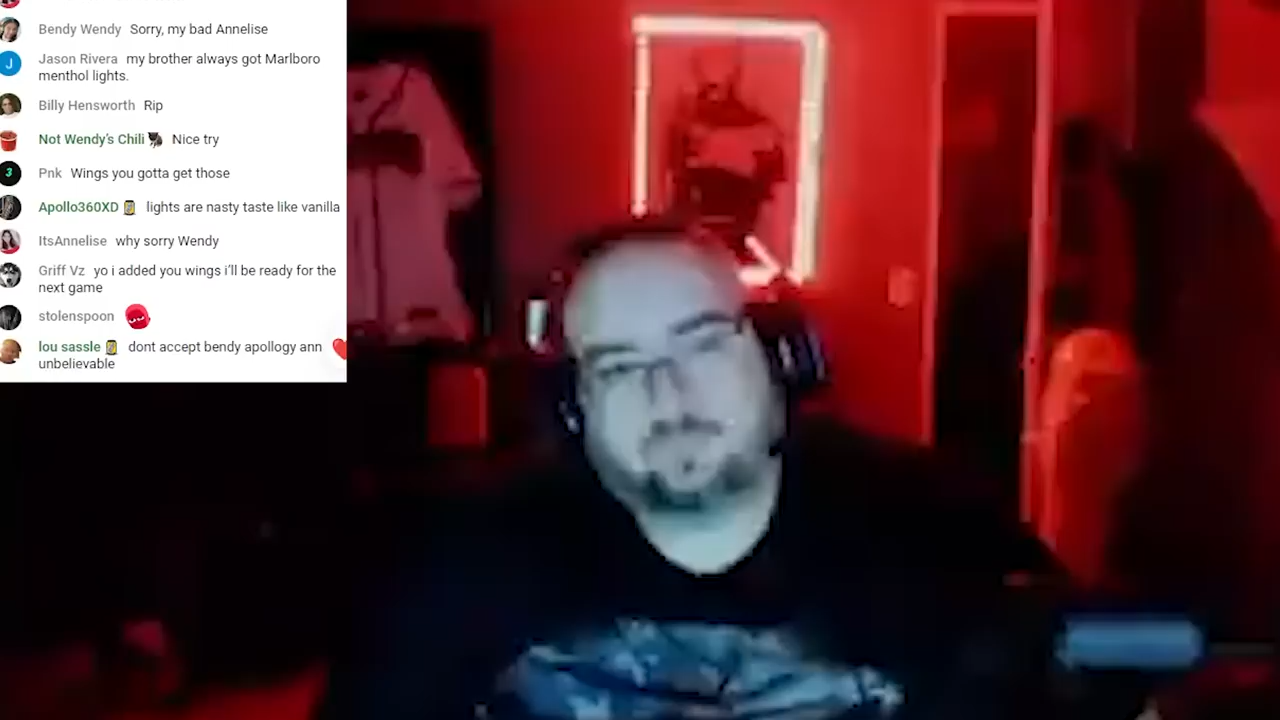 Bendy Wendy Sorry, my bad Annelise
Jason Rivera my brother always got Marlboro
menthol lights.
Billy Hensworth Rip
Not Wendy's Chili Nice try
Pnk Wings you gotta get those
Apollo360XD lights are nasty taste like vanilla
ItsAnnelise why sorry Wendy
Griff Vz yo i added you wings i'll be ready for the
next game
stolenspoon
lou sassle dont accept bendy apollogy ann
unbelievable